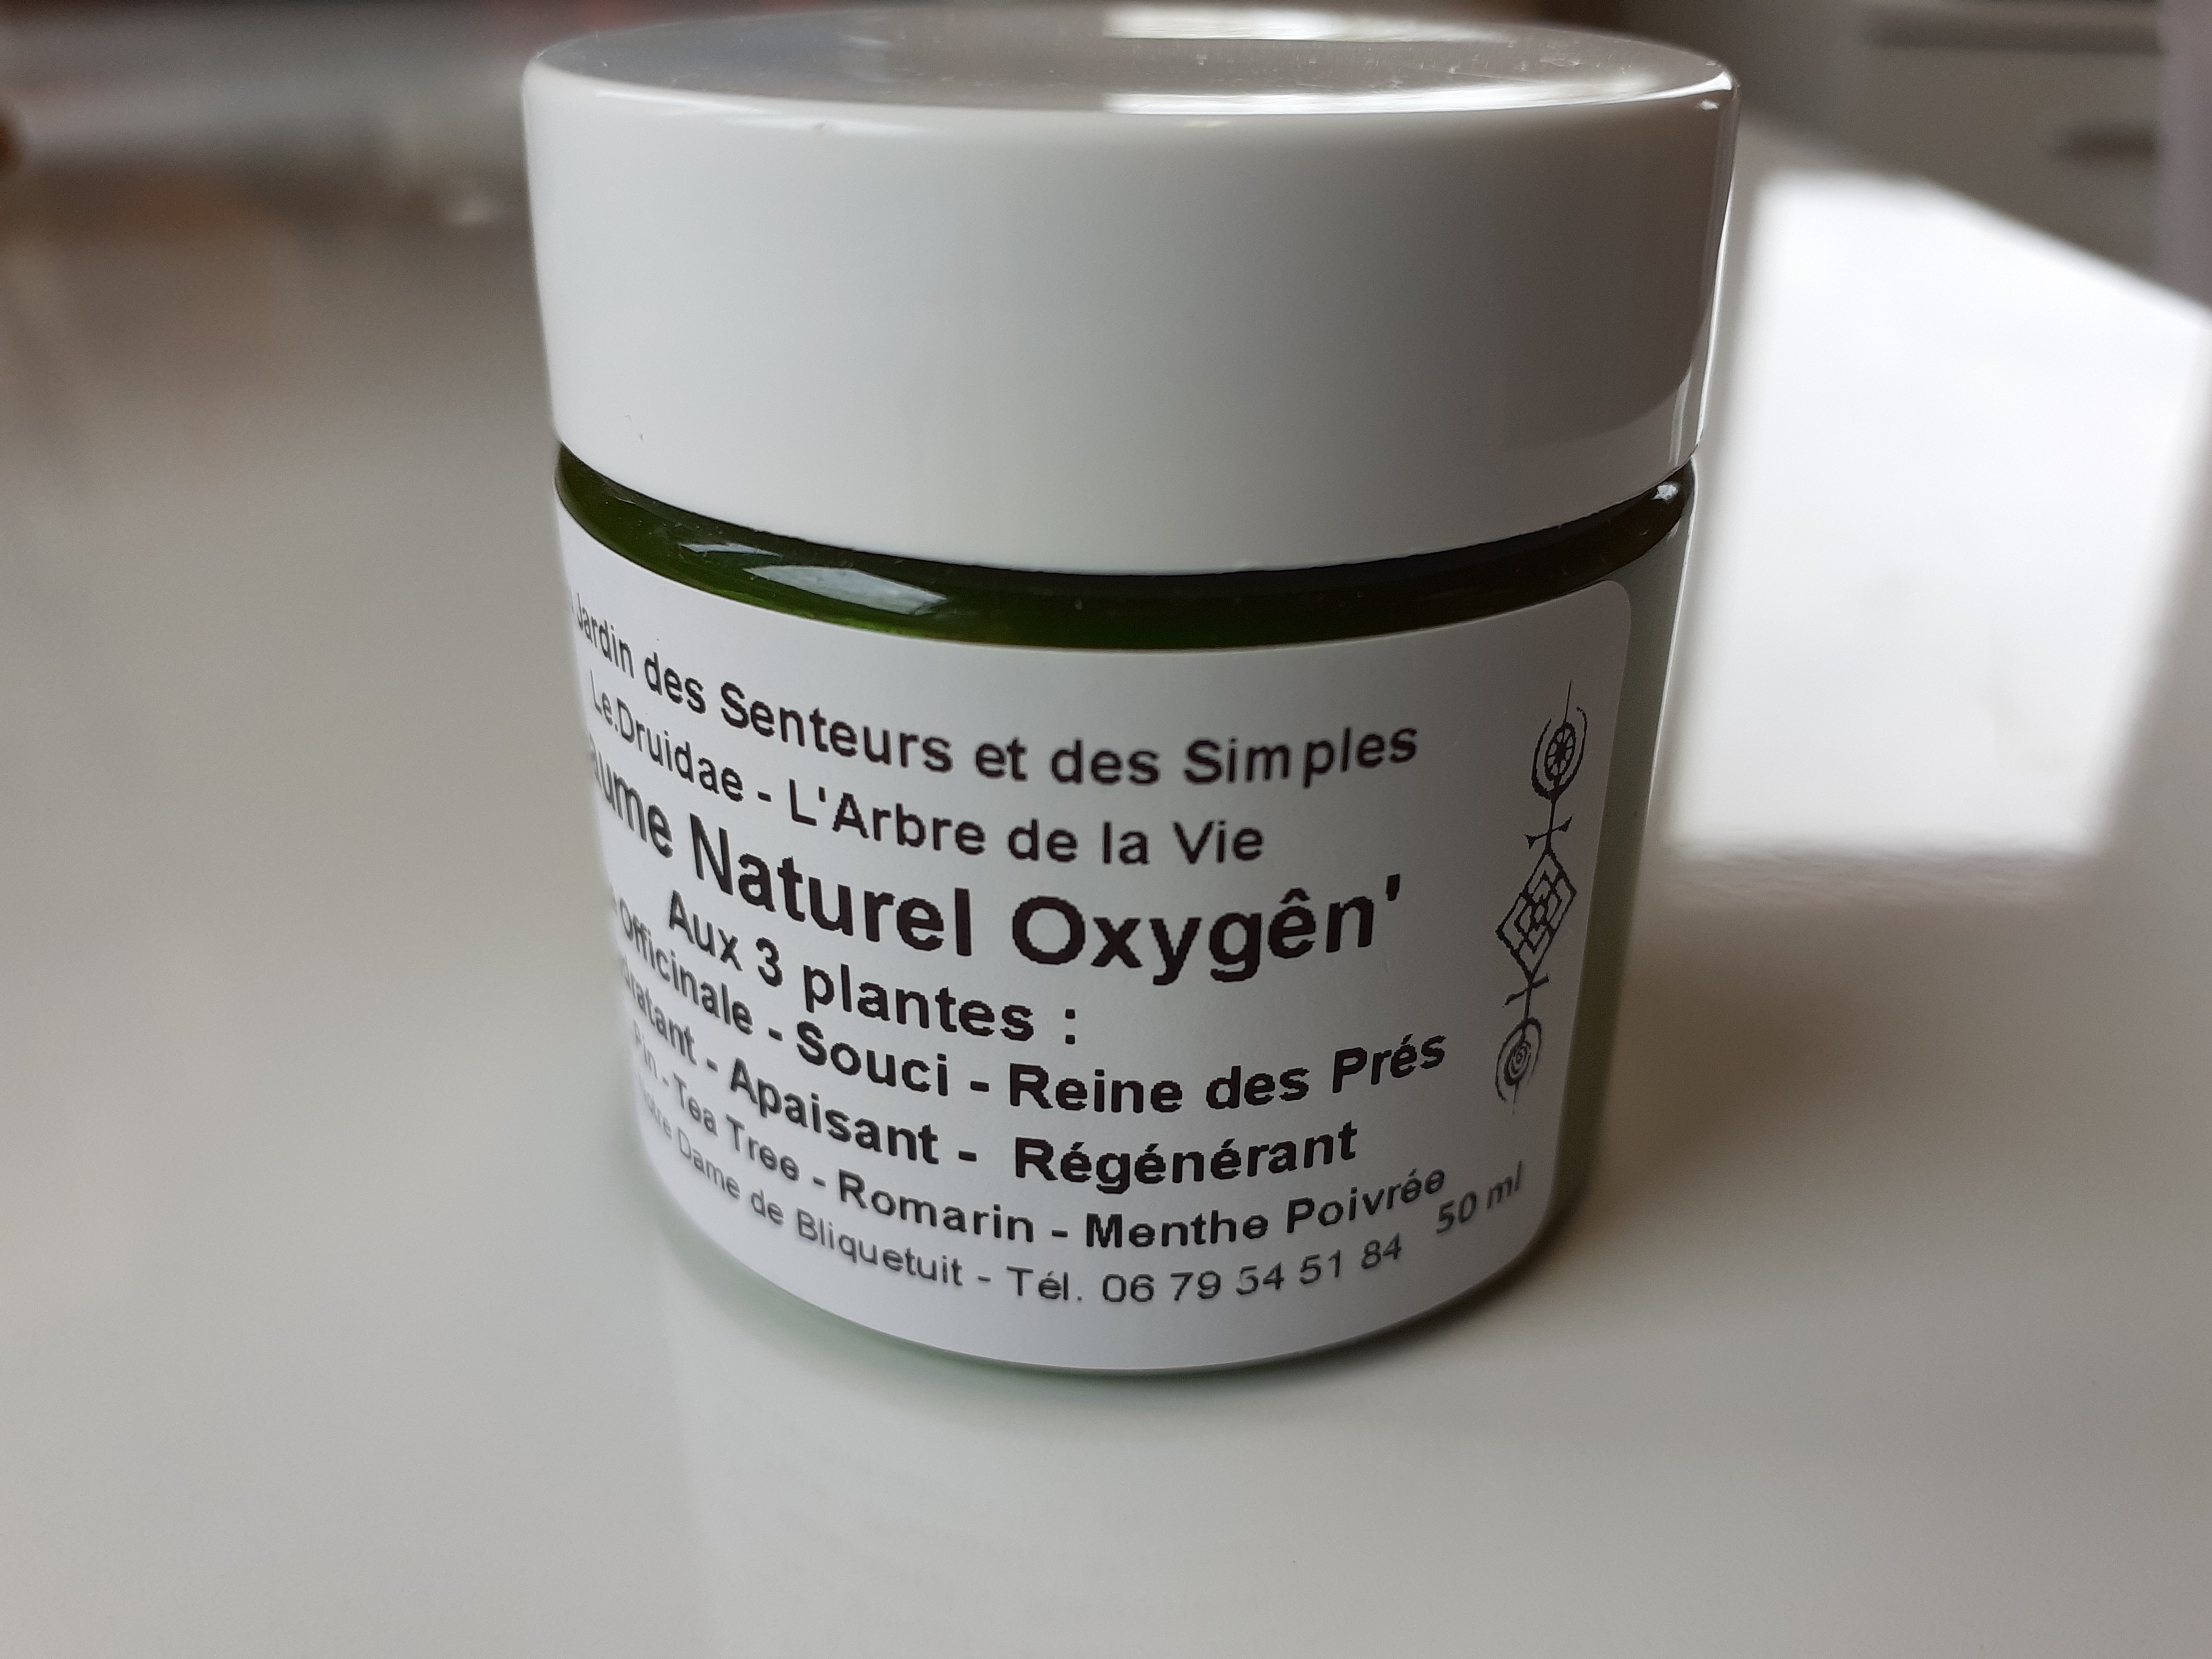 Jardin des Senteurs et des Simples
Le.Druidae - L'Arbre de la Vie
Naturel Oxygên'
Aux 3 plantes :
Officinale - Souci - Reine des Prés
- Apaisant - Régénérant
Pin - Tea Tree - Romarin - Menthe Poivrée
Dame de Bliquetuit - Tél. 06 79 54 51 84 50 ml